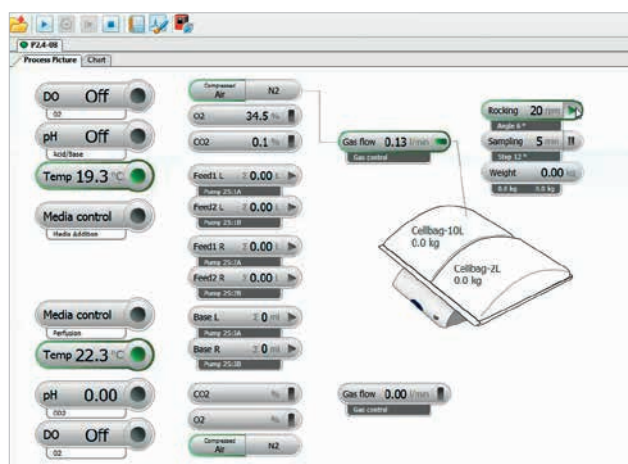 P2,4-08
Process Picture Chart
DO Off
O2
pH Off
Acid/Base
Temp 19.3 °C
Media control
Media Addition
Media control
Perfusion
Temp 22.3 °C
pH 0.00
CO2
DO Off
O2
Compressed Air N2
O2 34.5 %
CO2 0.1 %
Feed1 L Σ 0.00 L
Pump 25:1A
Feed2 L Σ 0.00 L
Pump 25:1B
Feed1 R Σ 0.00 L
Pump 25:2A
Feed2 R Σ 0.00 L
Pump 25:2B
Base L Σ 0 ml
Pump 25:3A
Base R Σ 0 ml
Pump 25:3B
CO2 %
O2 %
Compressed Air N2
Gas flow 0.13 l/min
Gas control
Rocking 20 rpm
Angle 6 °
Sampling 5 min
Step 12 °
Weight 0.00 kg
0.0 kg 0.0 kg
Cellbag-10L
0.0 kg
Cellbag-2L
0.0 kg
Gas flow 0.00 l/min
Gas control